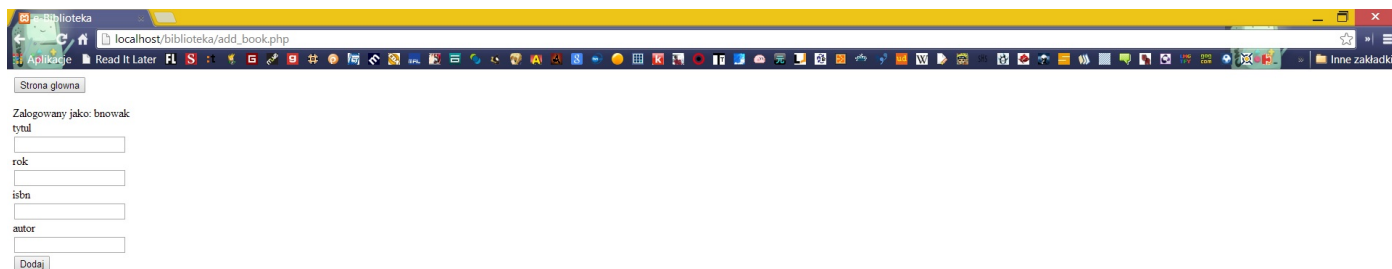 e-Biblioteka
localhost/biblioteka/add_book.php
Aplikacje Read It Later Inne zakładki
Strona glowna
Zalogowany jako: bnowak
tytul
rok
isbn
autor
Dodaj